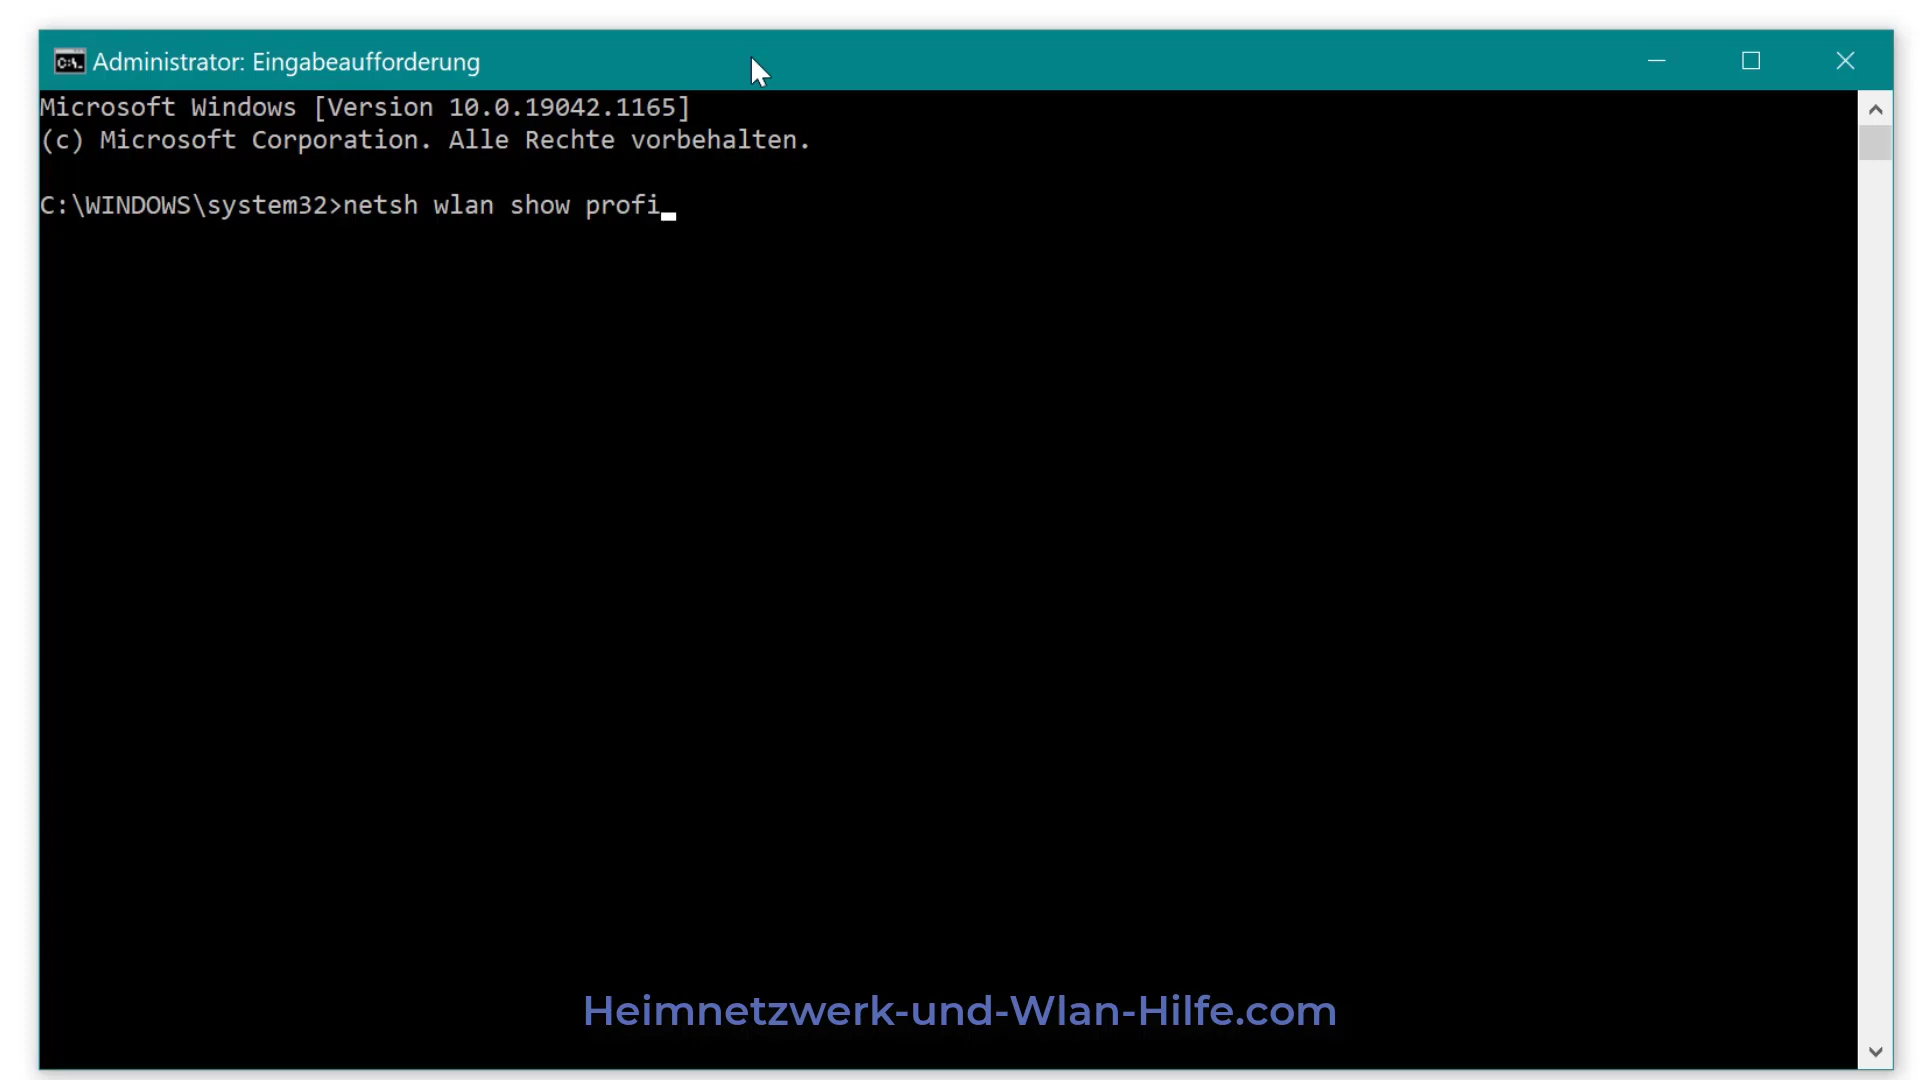 Administrator: Eingabeaufforderung
Microsoft Windows [Version 10.0.19042.1165]
(c) Microsoft Corporation. Alle Rechte vorbehalten.
C:\WINDOWS\system32>netsh wlan show profi
Heimnetzwerk-und-Wlan-Hilfe.com